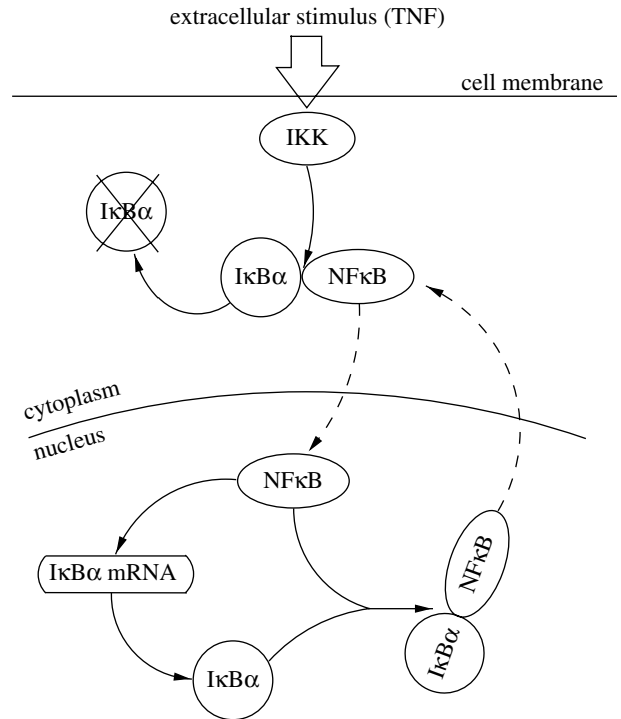 extracellular stimulus (TNF)
cell membrane
IKK
IκBα
IκBα
NFκB
cytoplasm
nucleus
NFκB
NFκB
IκBα mRNA
IκBα
IκBα